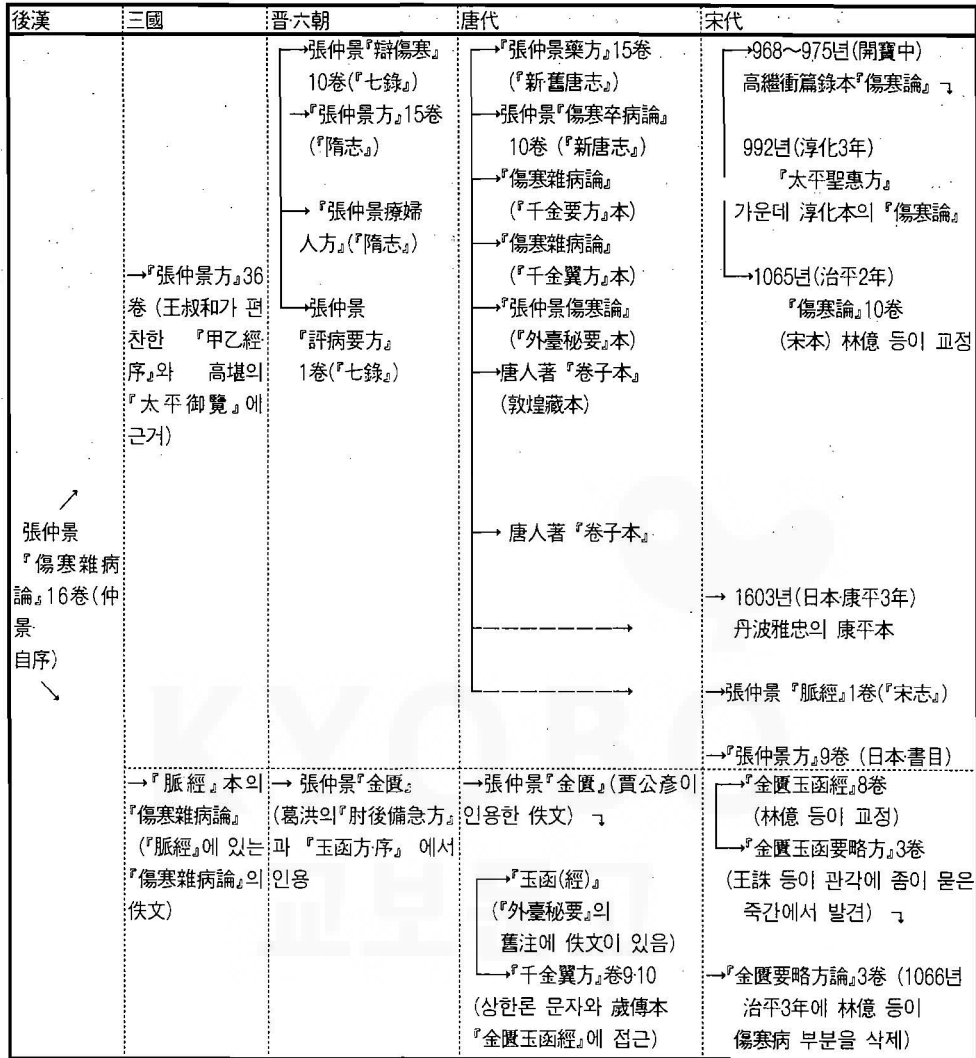 後漢
三國
晋·六朝
唐代
宋代
張仲景
『傷寒雜病
論』16卷(仲
景·
自序)
→『張仲景方』36
卷 (王叔和가 편
찬한 『甲乙經·
序』와 高堪의
『太平御覽』에
근거)
→張仲景『辯傷寒』
10卷(『七錄』)
→『張仲景方』15卷
(『隋志』)
→ 『張仲景療婦
人方』(『隋志』)
→張仲景
『評病要方』
1卷(『七錄』)
→『張仲景藥方』15卷
(『新舊唐志』)
→張仲景『傷寒卒病論』
10卷 (『新唐志』)
→『傷寒雜病論』
(『千金要方』本)
→『傷寒雜病論』
(『千金翼方』本)
→『張仲景傷寒論』
(『外臺秘要』本)
→唐人著 『卷子本』
(敦煌藏本)
→ 唐人著 『卷子本』
→968～975년(開寶中)
高繼衝篇錄本『傷寒論』 ㄱ
992년(淳化3年)
『太平聖惠方』
가운데 淳化本의 『傷寒論』
→1065년(治平2年)
『傷寒論』10卷
(宋本) 林億 등이 교정
→ 1603년(日本·康平3年)
丹波雅忠의 康平本
→張仲景 『脈經』1卷(『宋志』)
→『張仲景方』9卷 (日本·書目)
→『脈經』本의
『傷寒雜病論』
(『脈經』에 있는
『傷寒雜病論』의
佚文)
→ 張仲景『金匱』
(葛洪의『肘後備急方』
과 『玉函方·序』 에서
인용
→張仲景『金匱』(賈公彥이
인용한 佚文) ㄱ
→『玉函(經)』
(『外臺秘要』의
舊注에 佚文이 있음)
→『千金翼方』卷9·10
(상한론 문자와 歲傳本
『金匱玉函經』에 접근)
→『金匱玉函經』8卷
(林億 등이 교정)
→『金匱玉函要略方』3卷
(王誅 등이 관각에 좀이 묻은
죽간에서 발견) ㄱ
→『金匱要略方論』3卷 (1066년
治平3年에 林億 등이
傷寒病 부분을 삭제)
KYOBO
교보문고